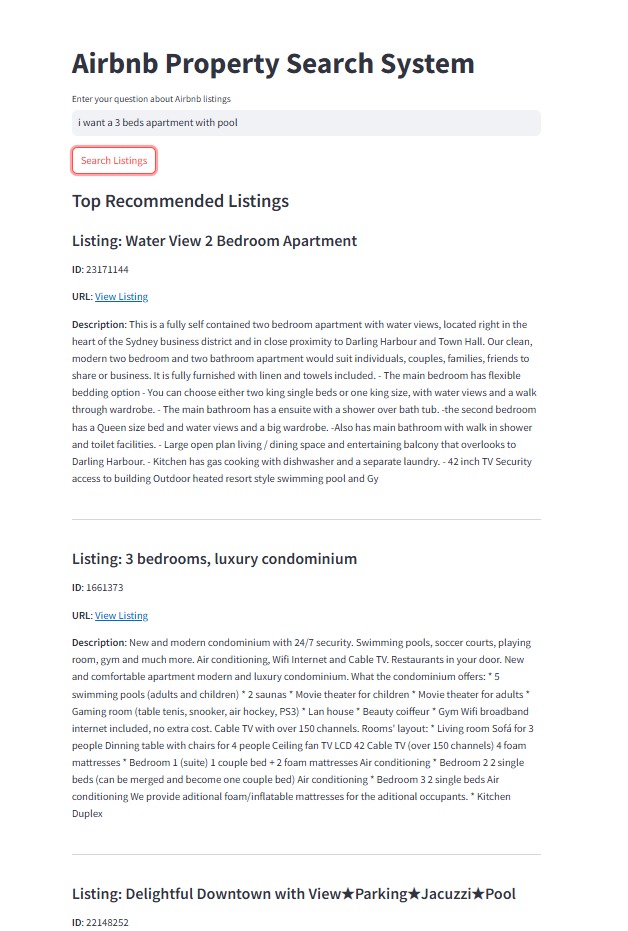 Airbnb Property Search System
Enter your question about Airbnb listings
i want a 3 beds apartment with pool
Search Listings
Top Recommended Listings
Listing: Water View 2 Bedroom Apartment
ID: 23171144
URL: View Listing
Description: This is a fully self contained two bedroom apartment with water views, located right in the
heart of the Sydney business district and in close proximity to Darling Harbour and Town Hall. Our clean,
modern two bedroom and two bathroom apartment would suit individuals, couples, families, friends to
share or business. It is fully furnished with linen and towels included. - The main bedroom has flexible
bedding option - You can choose either two king single beds or one king size, with water views and a walk
through wardrobe. - The main bathroom has a ensuite with a shower over bath tub. -the second bedroom
has a Queen size bed and water views and a big wardrobe. -Also has main bathroom with walk in shower
and toilet facilities. - Large open plan living / dining space and entertaining balcony that overlooks to
Darling Harbour. - Kitchen has gas cooking with dishwasher and a separate laundry. - 42 inch TV Security
access to building Outdoor heated resort style swimming pool and Gy
Listing: 3 bedrooms, luxury condominium
ID: 1661373
URL: View Listing
Description: New and modern condominium with 24/7 security. Swimming pools, soccer courts, playing
room, gym and much more. Air conditioning, Wifi Internet and Cable TV. Restaurants in your door. New
and comfortable apartment modern and luxury condominium. What the condominium offers: * 5
swimming pools (adults and children) * 2 saunas * Movie theater for children * Movie theater for adults *
Gaming room (table tenis, snooker, air hockey, PS3) * Lan house * Beauty coiffeur * Gym Wifi broadband
internet included, no extra cost. Cable TV with over 150 channels. Rooms' layout: * Living room Sofá for 3
people Dinning table with chairs for 4 people Ceiling fan TV LCD 42 Cable TV (over 150 channels) 4 foam
mattresses * Bedroom 1 (suite) 1 couple bed + 2 foam mattresses Air conditioning * Bedroom 2 2 single
beds (can be merged and become one couple bed) Air conditioning * Bedroom 3 2 single beds Air
conditioning We provide aditional foam/inflatable mattresses for the aditional occupants. * Kitchen
Duplex
Listing: Delightful Downtown with View★Parking★Jacuzzi★Pool
ID: 22148252